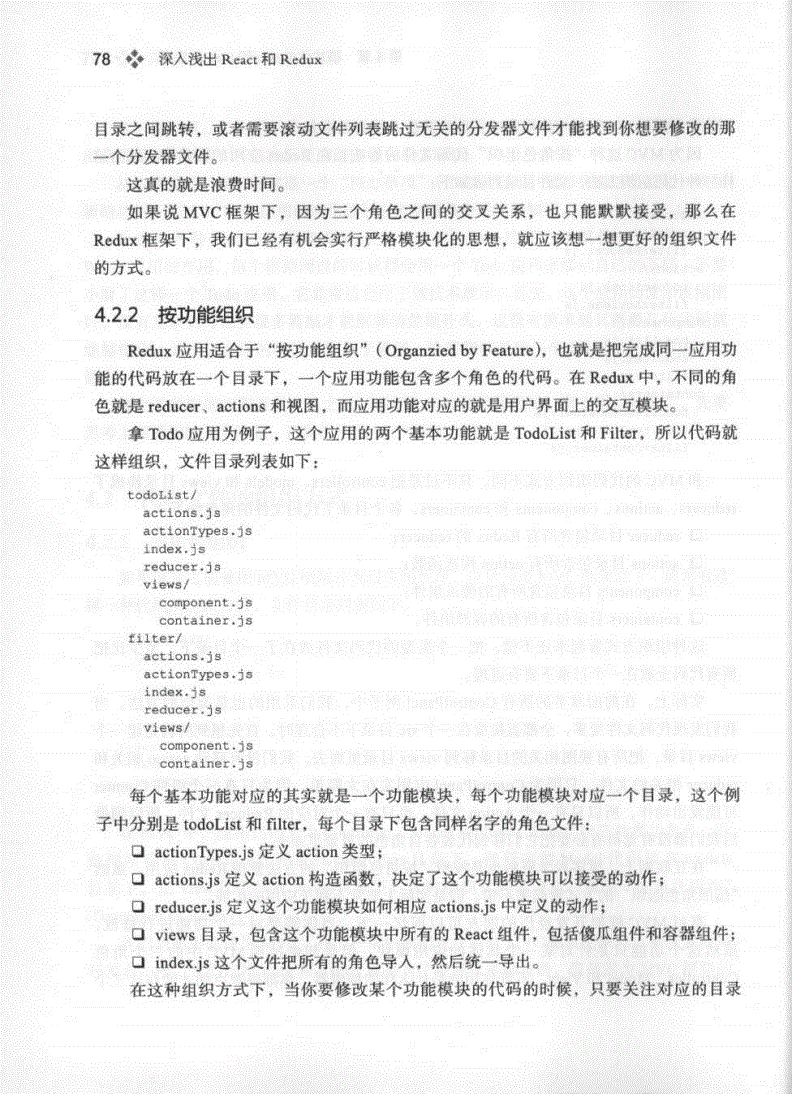 78 深入浅出 React 和 Redux
目录之间跳转，或者需要滚动文件列表跳过无关的分发器文件才能找到你想要修改的那
一个分发器文件。
这真的就是浪费时间。
如果说 MVC 框架下，因为三个角色之间的交叉关系，也只能默默接受，那么在
Redux 框架下，我们已经有机会实行严格模块化的思想，就应该想一想更好的组织文件
的方式。
4.2.2 按功能组织
Redux 应用适合于“按功能组织”（Organzied by Feature），也就是把完成同一应用功
能的代码放在一个目录下，一个应用功能包含多个角色的代码。在 Redux 中，不同的角
色就是 reducer、actions 和视图，而应用功能对应的就是用户界面上的交互模块。
拿 Todo 应用为例子，这个应用的两个基本功能就是 TodoList 和 Filter，所以代码就
这样组织，文件目录列表如下：
todoList/
actions.js
actionTypes.js
index.js
reducer.js
views/
component.js
container.js
filter/
actions.js
actionTypes.js
index.js
reducer.js
views/
component.js
container.js
每个基本功能对应的其实就是一个功能模块，每个功能模块对应一个目录，这个例
子中分别是 todoList 和 filter，每个目录下包含同样名字的角色文件：
❑ actionTypes.js 定义 action 类型；
❑ actions.js 定义 action 构造函数，决定了这个功能模块可以接受的动作；
❑ reducer.js 定义这个功能模块如何相应 actions.js 中定义的动作；
❑ views 目录，包含这个功能模块中所有的 React 组件，包括傻瓜组件和容器组件；
❑ index.js 这个文件把所有的角色导入，然后统一导出。
在这种组织方式下，当你要修改某个功能模块的代码的时候，只要关注对应的目录